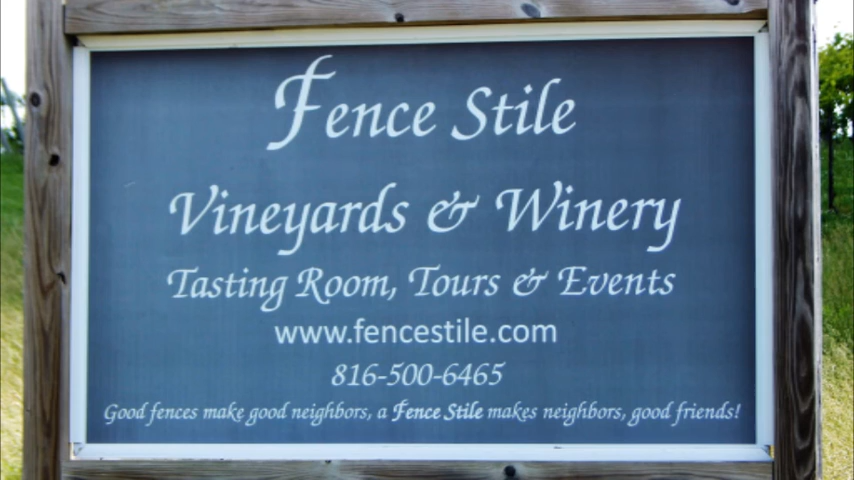 Fence Stile
Vineyards & Winery
Tasting Room, Tours & Events
www.fencestile.com
816-500-6465
Good fences make good neighbors, a Fence Stile makes neighbors, good friends!